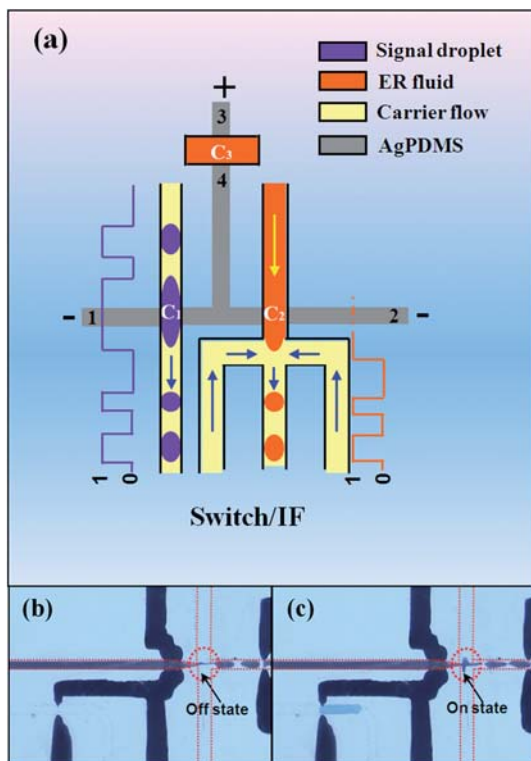 (a)
Signal droplet
ER fluid
Carrier flow
AgPDMS
+
3
C3
4
- 1 C1 C2 2 -
1 0 1 0
Switch/IF
(b) (c)
Off state On state